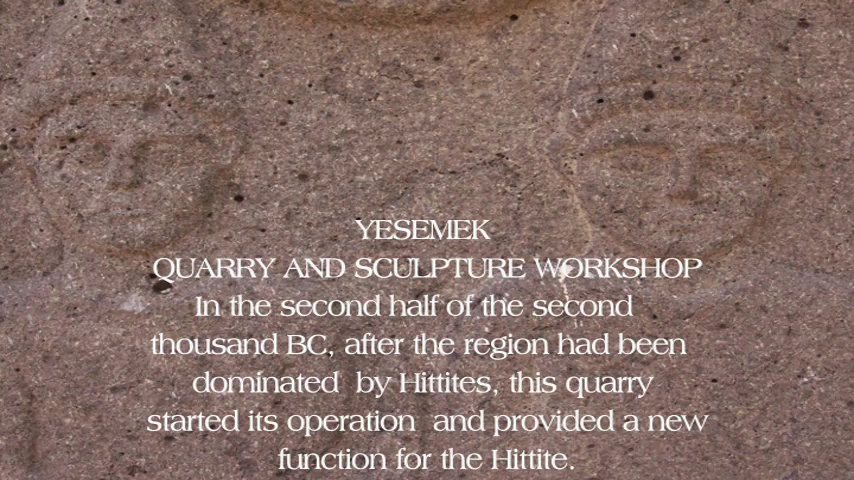 YESEMEK
QUARRY AND SCULPTURE WORKSHOP
In the second half of the second
thousand BC, after the region had been
dominated by Hittites, this quarry
started its operation and provided a new
function for the Hittite.